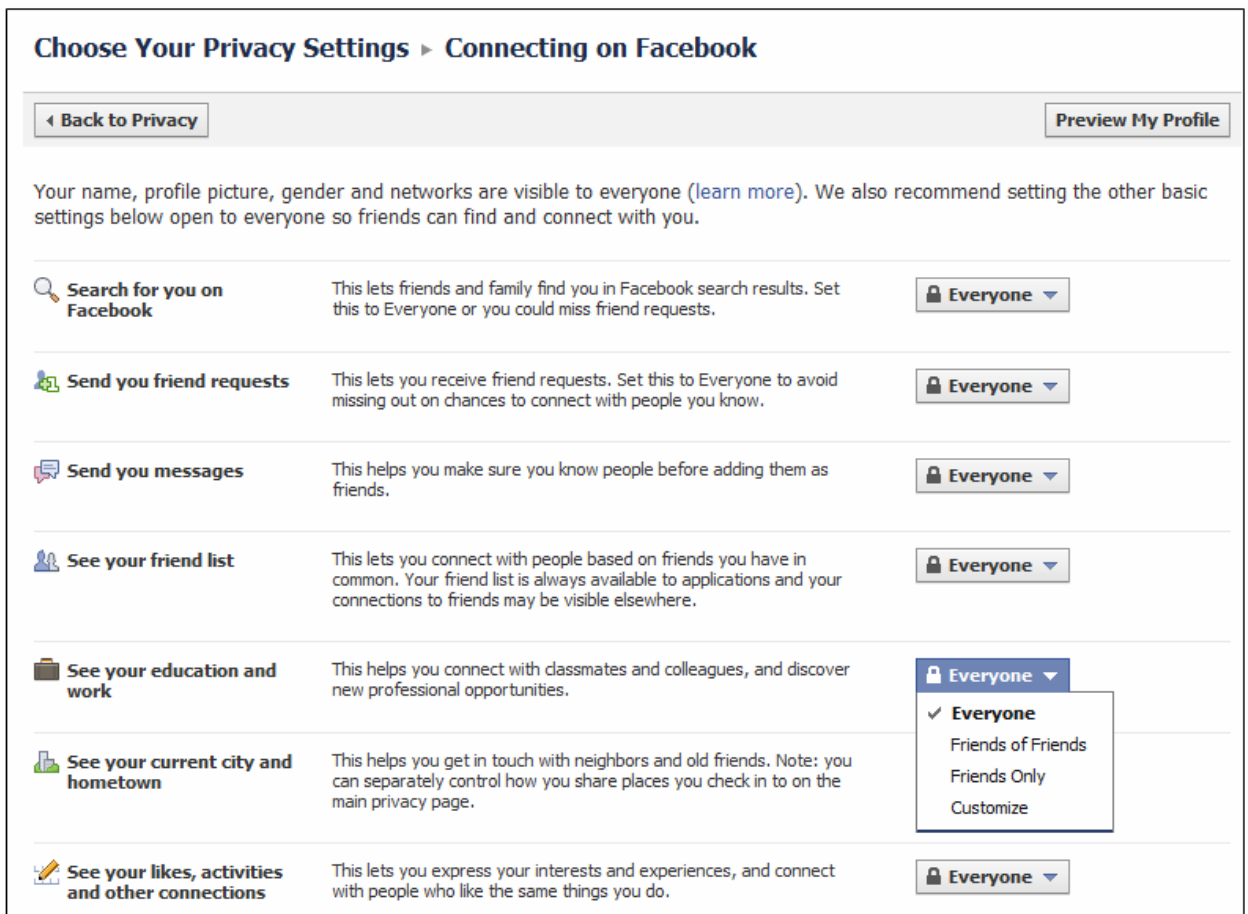 Choose Your Privacy Settings ▸ Connecting on Facebook
Back to Privacy
Preview My Profile
Your name, profile picture, gender and networks are visible to everyone (learn more). We also recommend setting the other basic
settings below open to everyone so friends can find and connect with you.
Search for you on
Facebook
This lets friends and family find you in Facebook search results. Set
this to Everyone or you could miss friend requests.
Everyone
Send you friend requests
This lets you receive friend requests. Set this to Everyone to avoid
missing out on chances to connect with people you know.
Everyone
Send you messages
This helps you make sure you know people before adding them as
friends.
Everyone
See your friend list
This lets you connect with people based on friends you have in
common. Your friend list is always available to applications and your
connections to friends may be visible elsewhere.
Everyone
See your education and
work
This helps you connect with classmates and colleagues, and discover
new professional opportunities.
Everyone
Everyone
Friends of Friends
Friends Only
Customize
See your current city and
hometown
This helps you get in touch with neighbors and old friends. Note: you
can separately control how you share places you check in to on the
main privacy page.
See your likes, activities
and other connections
This lets you express your interests and experiences, and connect
with people who like the same things you do.
Everyone